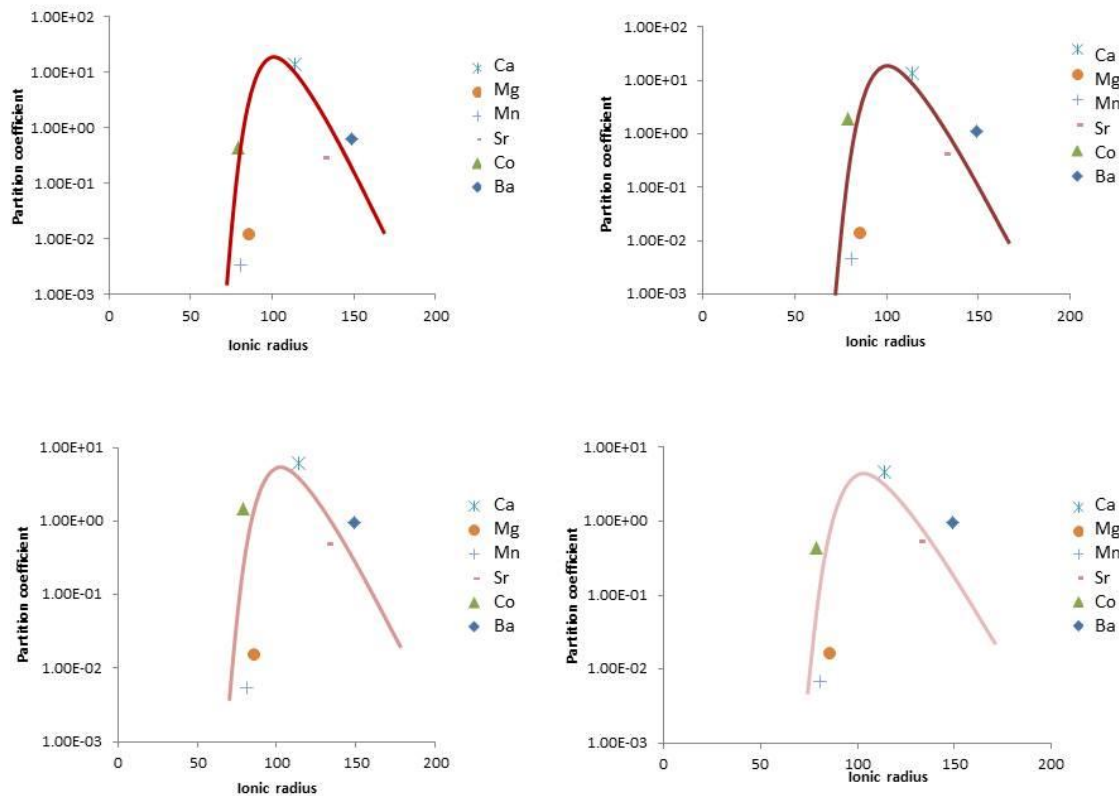 1.00E+02
1.00E+01
1.00E+00
1.00E-01
1.00E-02
1.00E-03
Partition coefficient
0 50 100 150 200
Ionic radius
Ca
Mg
Mn
Sr
Co
Ba
1.00E+02
1.00E+01
1.00E+00
1.00E-01
1.00E-02
1.00E-03
Partition coefficient
0 50 100 150 200
Ionic radius
Ca
Mg
Mn
Sr
Co
Ba
1.00E+01
1.00E+00
1.00E-01
1.00E-02
1.00E-03
Partition coefficient
0 50 100 150 200
Ionic radius
Ca
Mg
Mn
Sr
Co
Ba
1.00E+01
1.00E+00
1.00E-01
1.00E-02
1.00E-03
Partition coefficient
0 50 100 150 200
Ionic radius
Ca
Mg
Mn
Sr
Co
Ba